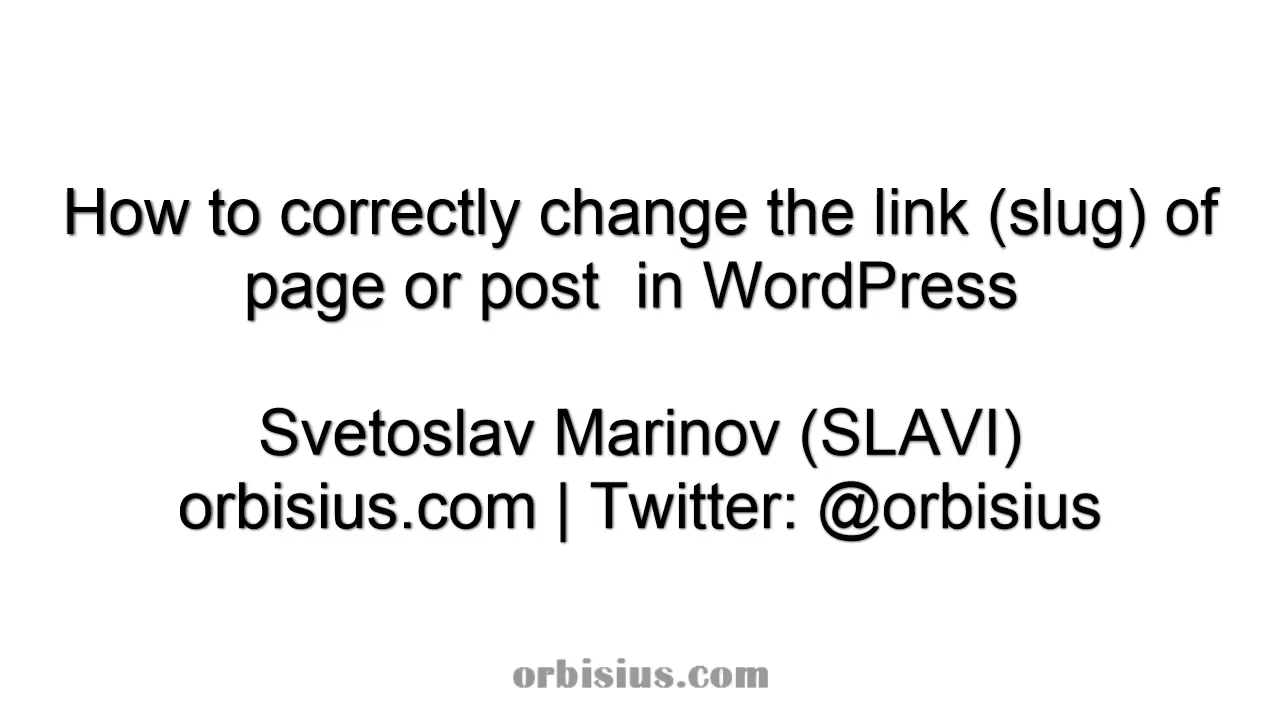 How to correctly change the link (slug) of
page or post  in WordPress
Svetoslav Marinov (SLAVI)
orbisius.com | Twitter: @orbisius
orbisius.com